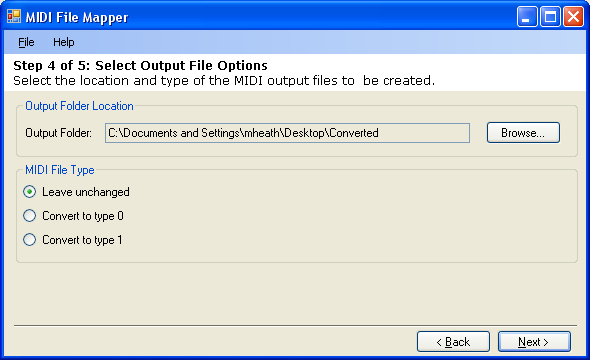 MIDI File Mapper
File Help
Step 4 of 5: Select Output File Options
Select the location and type of the MIDI output files to  be created.
Output Folder Location
Output Folder: C:\Documents and Settings\mheath\Desktop\Converted Browse...
MIDI File Type
Leave unchanged
Convert to type 0
Convert to type 1
< Back Next >